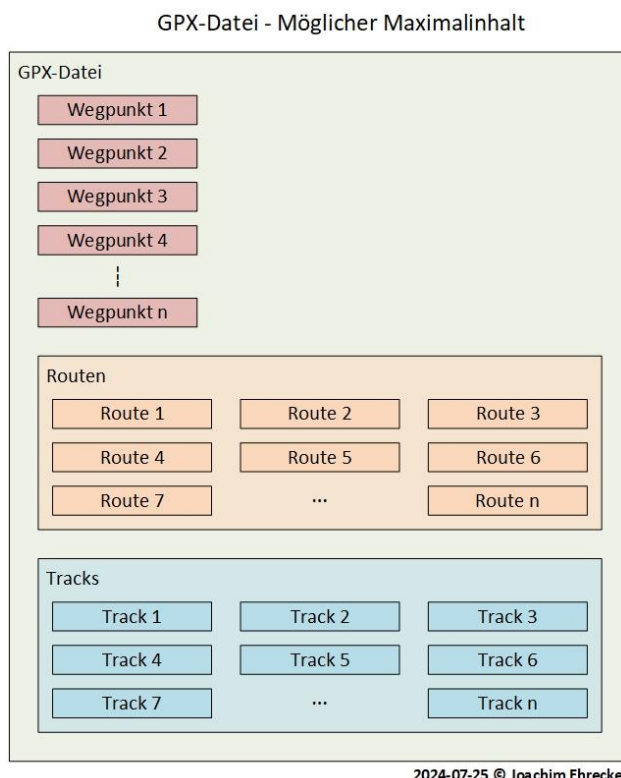 GPX-Datei - Möglicher Maximalinhalt
GPX-Datei
Wegpunkt 1
Wegpunkt 2
Wegpunkt 3
Wegpunkt 4
Wegpunkt n
Routen
Route 1 Route 2 Route 3
Route 4 Route 5 Route 6
Route 7 ... Route n
Tracks
Track 1 Track 2 Track 3
Track 4 Track 5 Track 6
Track 7 ... Track n
2024-07-25 © Joachim Ehrecke